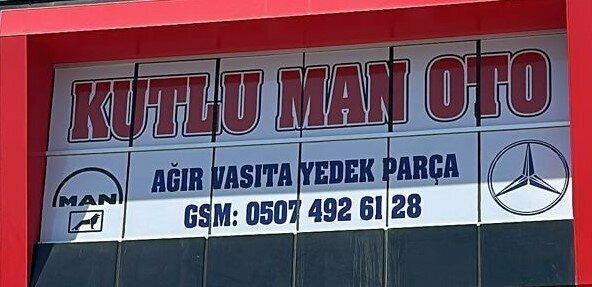 KUTLU MAN OTO
AĞIR VASITA YEDEK PARÇA
MAN
GSM: 0507 492 61 28